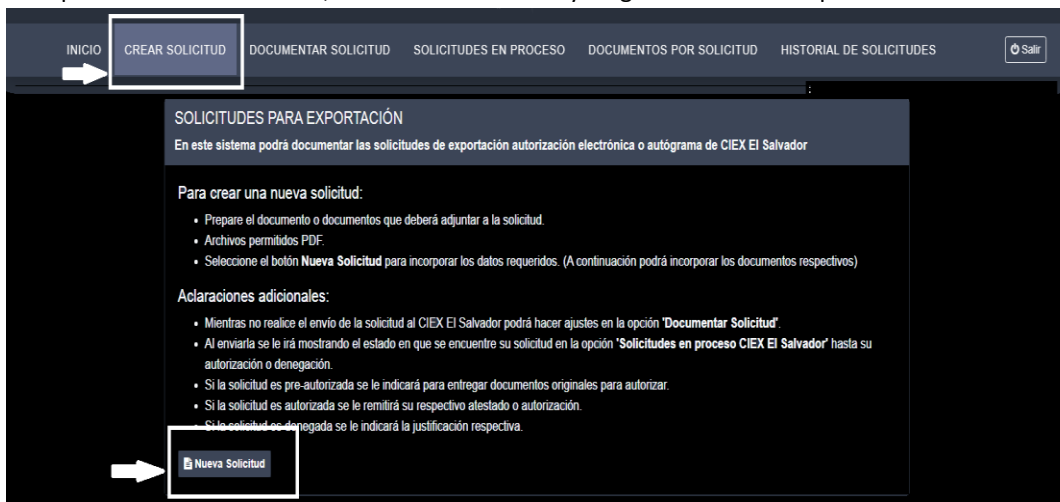 INICIO CREAR SOLICITUD DOCUMENTAR SOLICITUD SOLICITUDES EN PROCESO DOCUMENTOS POR SOLICITUD HISTORIAL DE SOLICITUDES Salir
:
SOLICITUDES PARA EXPORTACIÓN
En este sistema podrá documentar las solicitudes de exportación autorización electrónica o autógrama de CIEX El Salvador
Para crear una nueva solicitud:
• Prepare el documento o documentos que deberá adjuntar a la solicitud.
• Archivos permitidos PDF.
• Seleccione el botón Nueva Solicitud para incorporar los datos requeridos. (A continuación podrá incorporar los documentos respectivos)
Aclaraciones adicionales:
• Mientras no realice el envío de la solicitud al CIEX El Salvador podrá hacer ajustes en la opción 'Documentar Solicitud'.
• Al enviarla se le irá mostrando el estado en que se encuentre su solicitud en la opción 'Solicitudes en proceso CIEX El Salvador' hasta su
autorización o denegación.
• Si la solicitud es pre-autorizada se le indicará para entregar documentos originales para autorizar.
• Si la solicitud es autorizada se le remitirá su respectivo atestado o autorización.
• Si la solicitud es denegada se le indicará la justificación respectiva.
Nueva Solicitud